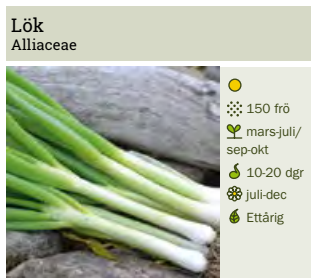 Lök
Alliaceae
150 frö
mars-juli/
sep-okt
10-20 dgr
juli-dec
Ettårig